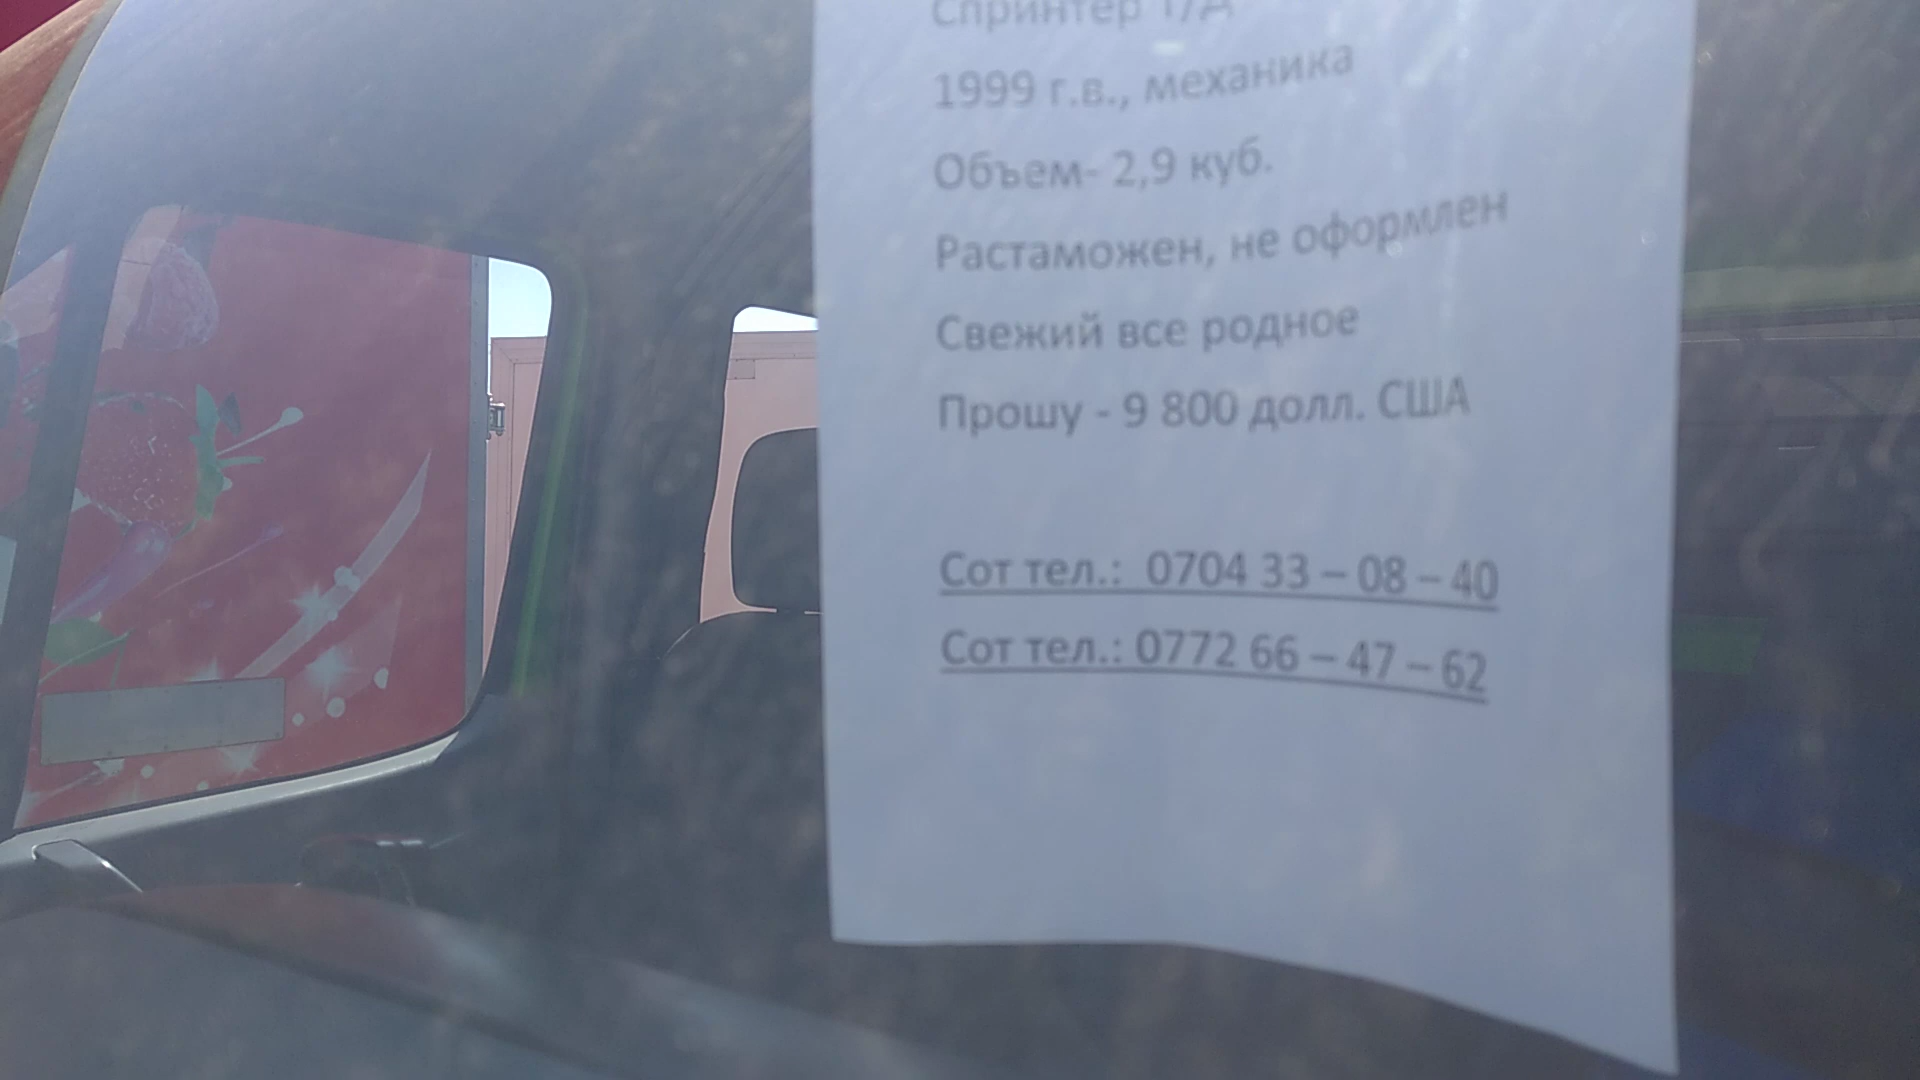 Спринтер Т/Д
1999 г.в., механика
Объем- 2,9 куб.
Растаможен, не оформлен
Свежий все родное
Прошу - 9 800 долл. США
Сот тел.: 0704 33 – 08 – 40
Сот тел.: 0772 66 – 47 – 62